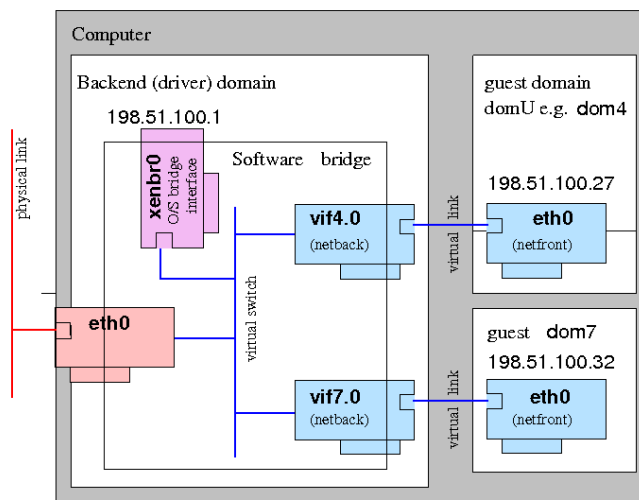 Computer
Backend (driver) domain
198.51.100.1
xenbr0
O/S bridge
interface
Software bridge
physical link
eth0
virtual switch
vif4.0
(netback)
vif7.0
(netback)
virtual link
virtual link
guest domain
domU e.g. dom4
198.51.100.27
eth0
(netfront)
guest dom7
198.51.100.32
eth0
(netfront)